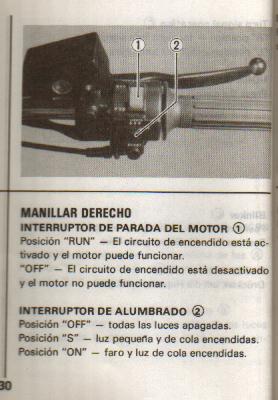 ① ②
MANILLAR DERECHO
INTERRUPTOR DE PARADA DEL MOTOR ①
Posición "RUN" — El circuito de encendido está ac-
tivado y el motor puede funcionar.
"OFF" — El circuito de encendido está desactivado
y el motor no puede funcionar.
INTERRUPTOR DE ALUMBRADO ②
Posición "OFF" — todas las luces apagadas.
Posición "S" — luz pequeña y de cola encendidas.
Posición "ON" — faro y luz de cola encendidas.
30